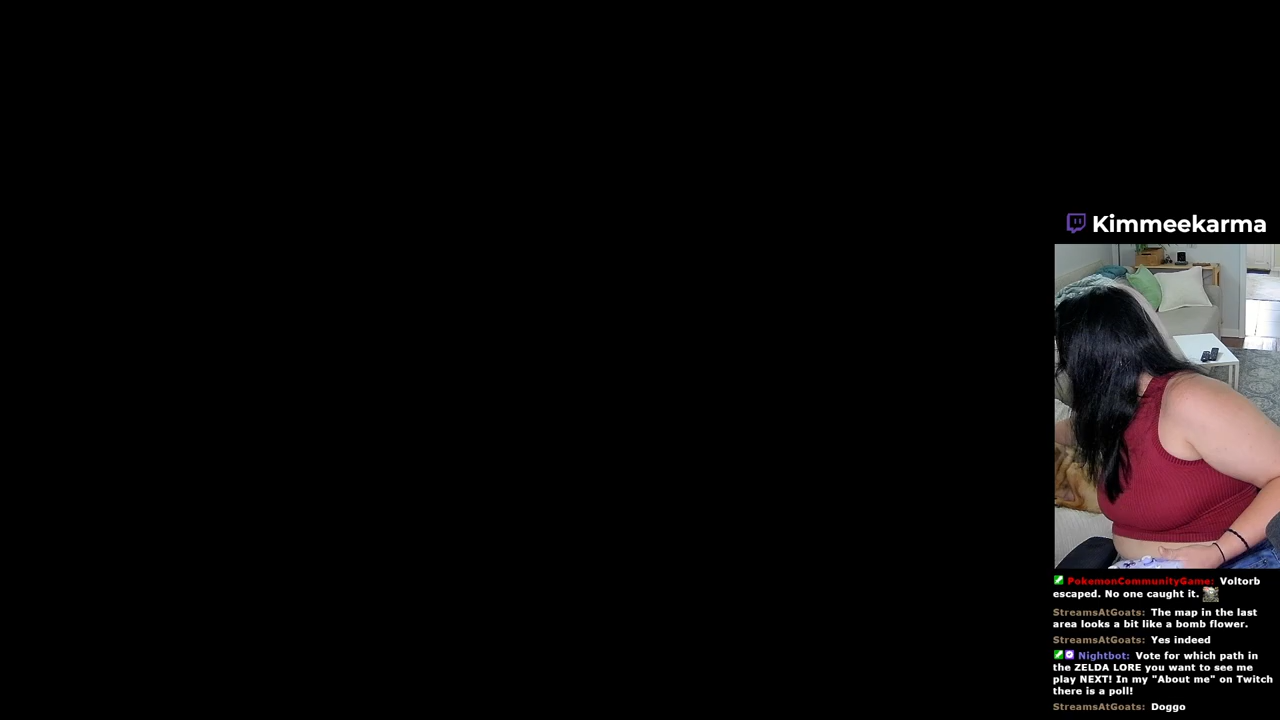 Kimmeekarma
PokemonCommunityGame: Voltorb
escaped. No one caught it.
StreamsAtGoats: The map in the last
area looks a bit like a bomb flower.
StreamsAtGoats: Yes indeed
Nightbot: Vote for which path in
the ZELDA LORE you want to see me
play NEXT! In my "About me" on Twitch
there is a poll!
StreamsAtGoats: Doggo